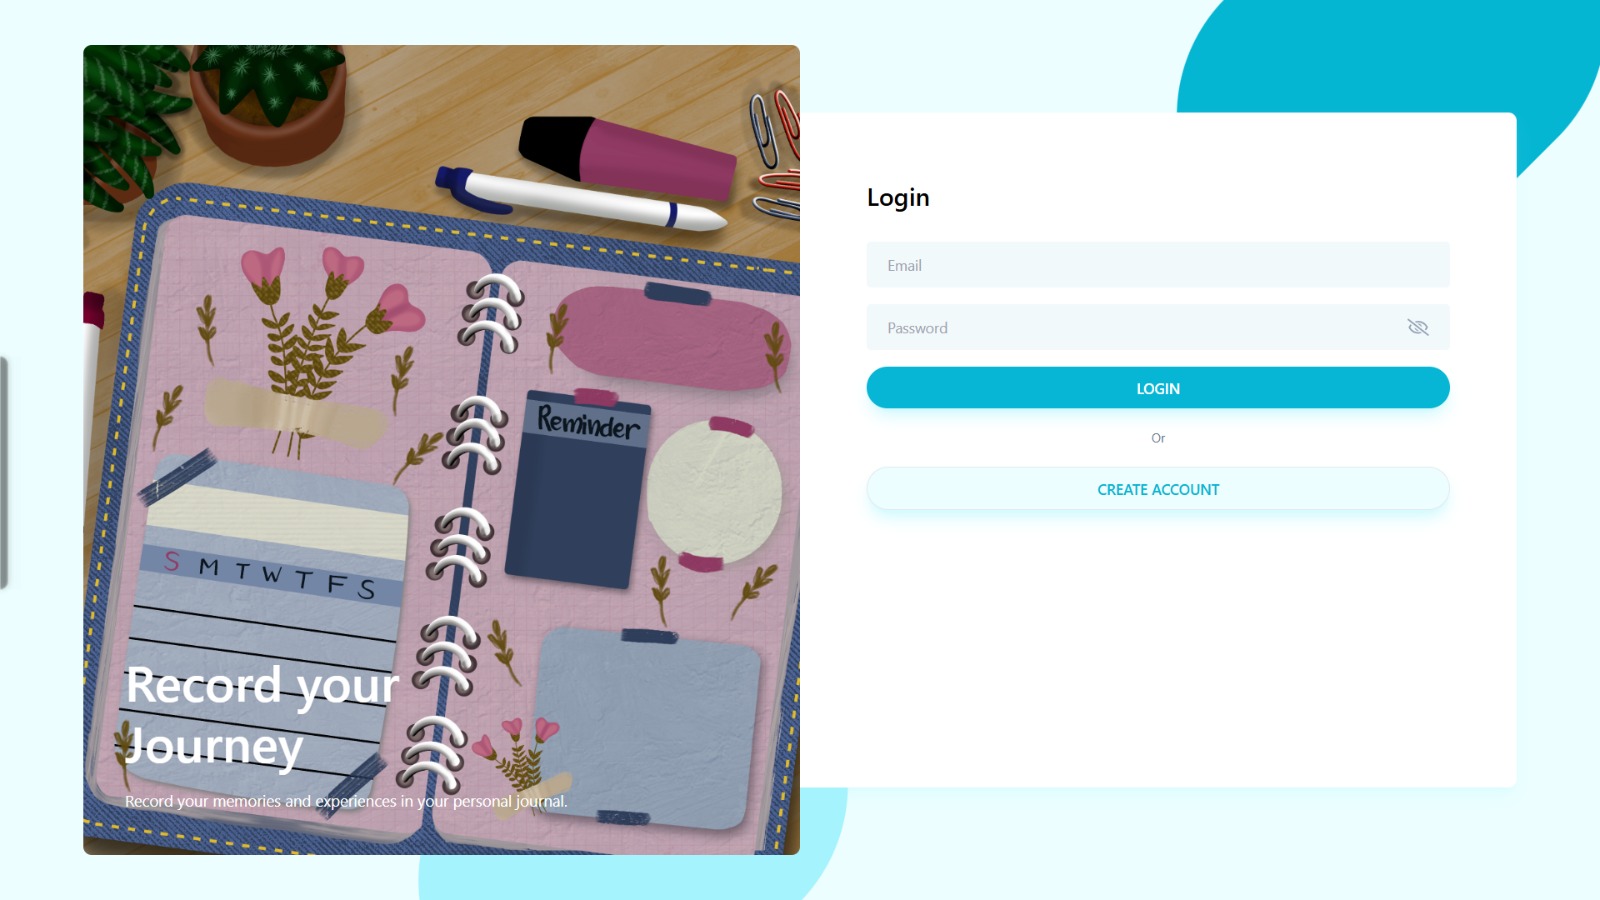 Reminder
S M T W T F S
Record your
Journey
Record your memories and experiences in your personal journal.
Login
Email
Password
LOGIN
Or
CREATE ACCOUNT